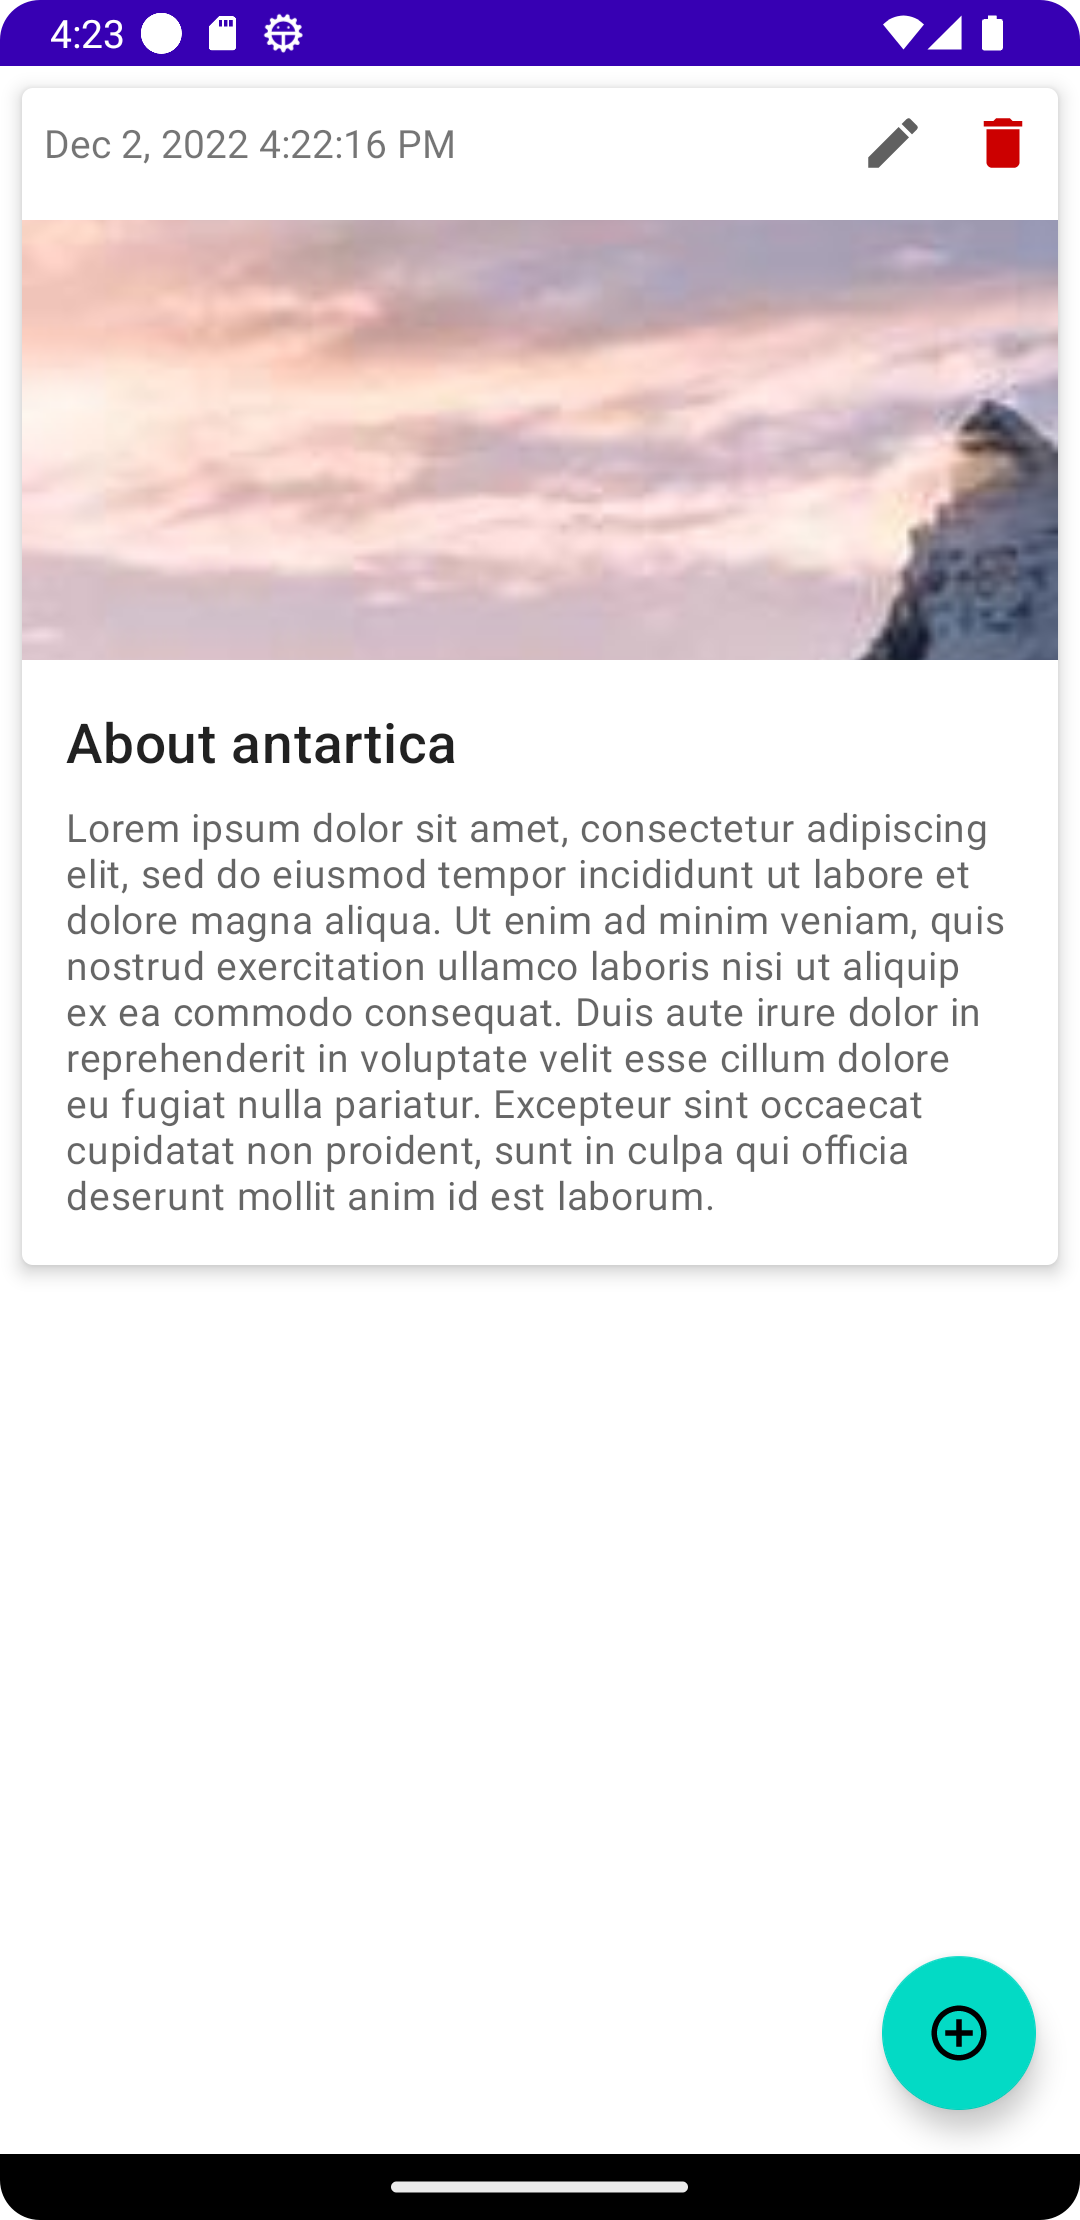 4:23
Dec 2, 2022 4:22:16 PM
About antartica
Lorem ipsum dolor sit amet, consectetur adipiscing
elit, sed do eiusmod tempor incididunt ut labore et
dolore magna aliqua. Ut enim ad minim veniam, quis
nostrud exercitation ullamco laboris nisi ut aliquip
ex ea commodo consequat. Duis aute irure dolor in
reprehenderit in voluptate velit esse cillum dolore
eu fugiat nulla pariatur. Excepteur sint occaecat
cupidatat non proident, sunt in culpa qui officia
deserunt mollit anim id est laborum.